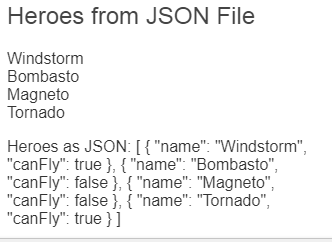 Heroes from JSON File
Windstorm
Bombasto
Magneto
Tornado
Heroes as JSON: [ { "name": "Windstorm",
"canFly": true }, { "name": "Bombasto",
"canFly": false }, { "name": "Magneto",
"canFly": false }, { "name": "Tornado",
"canFly": true } ]